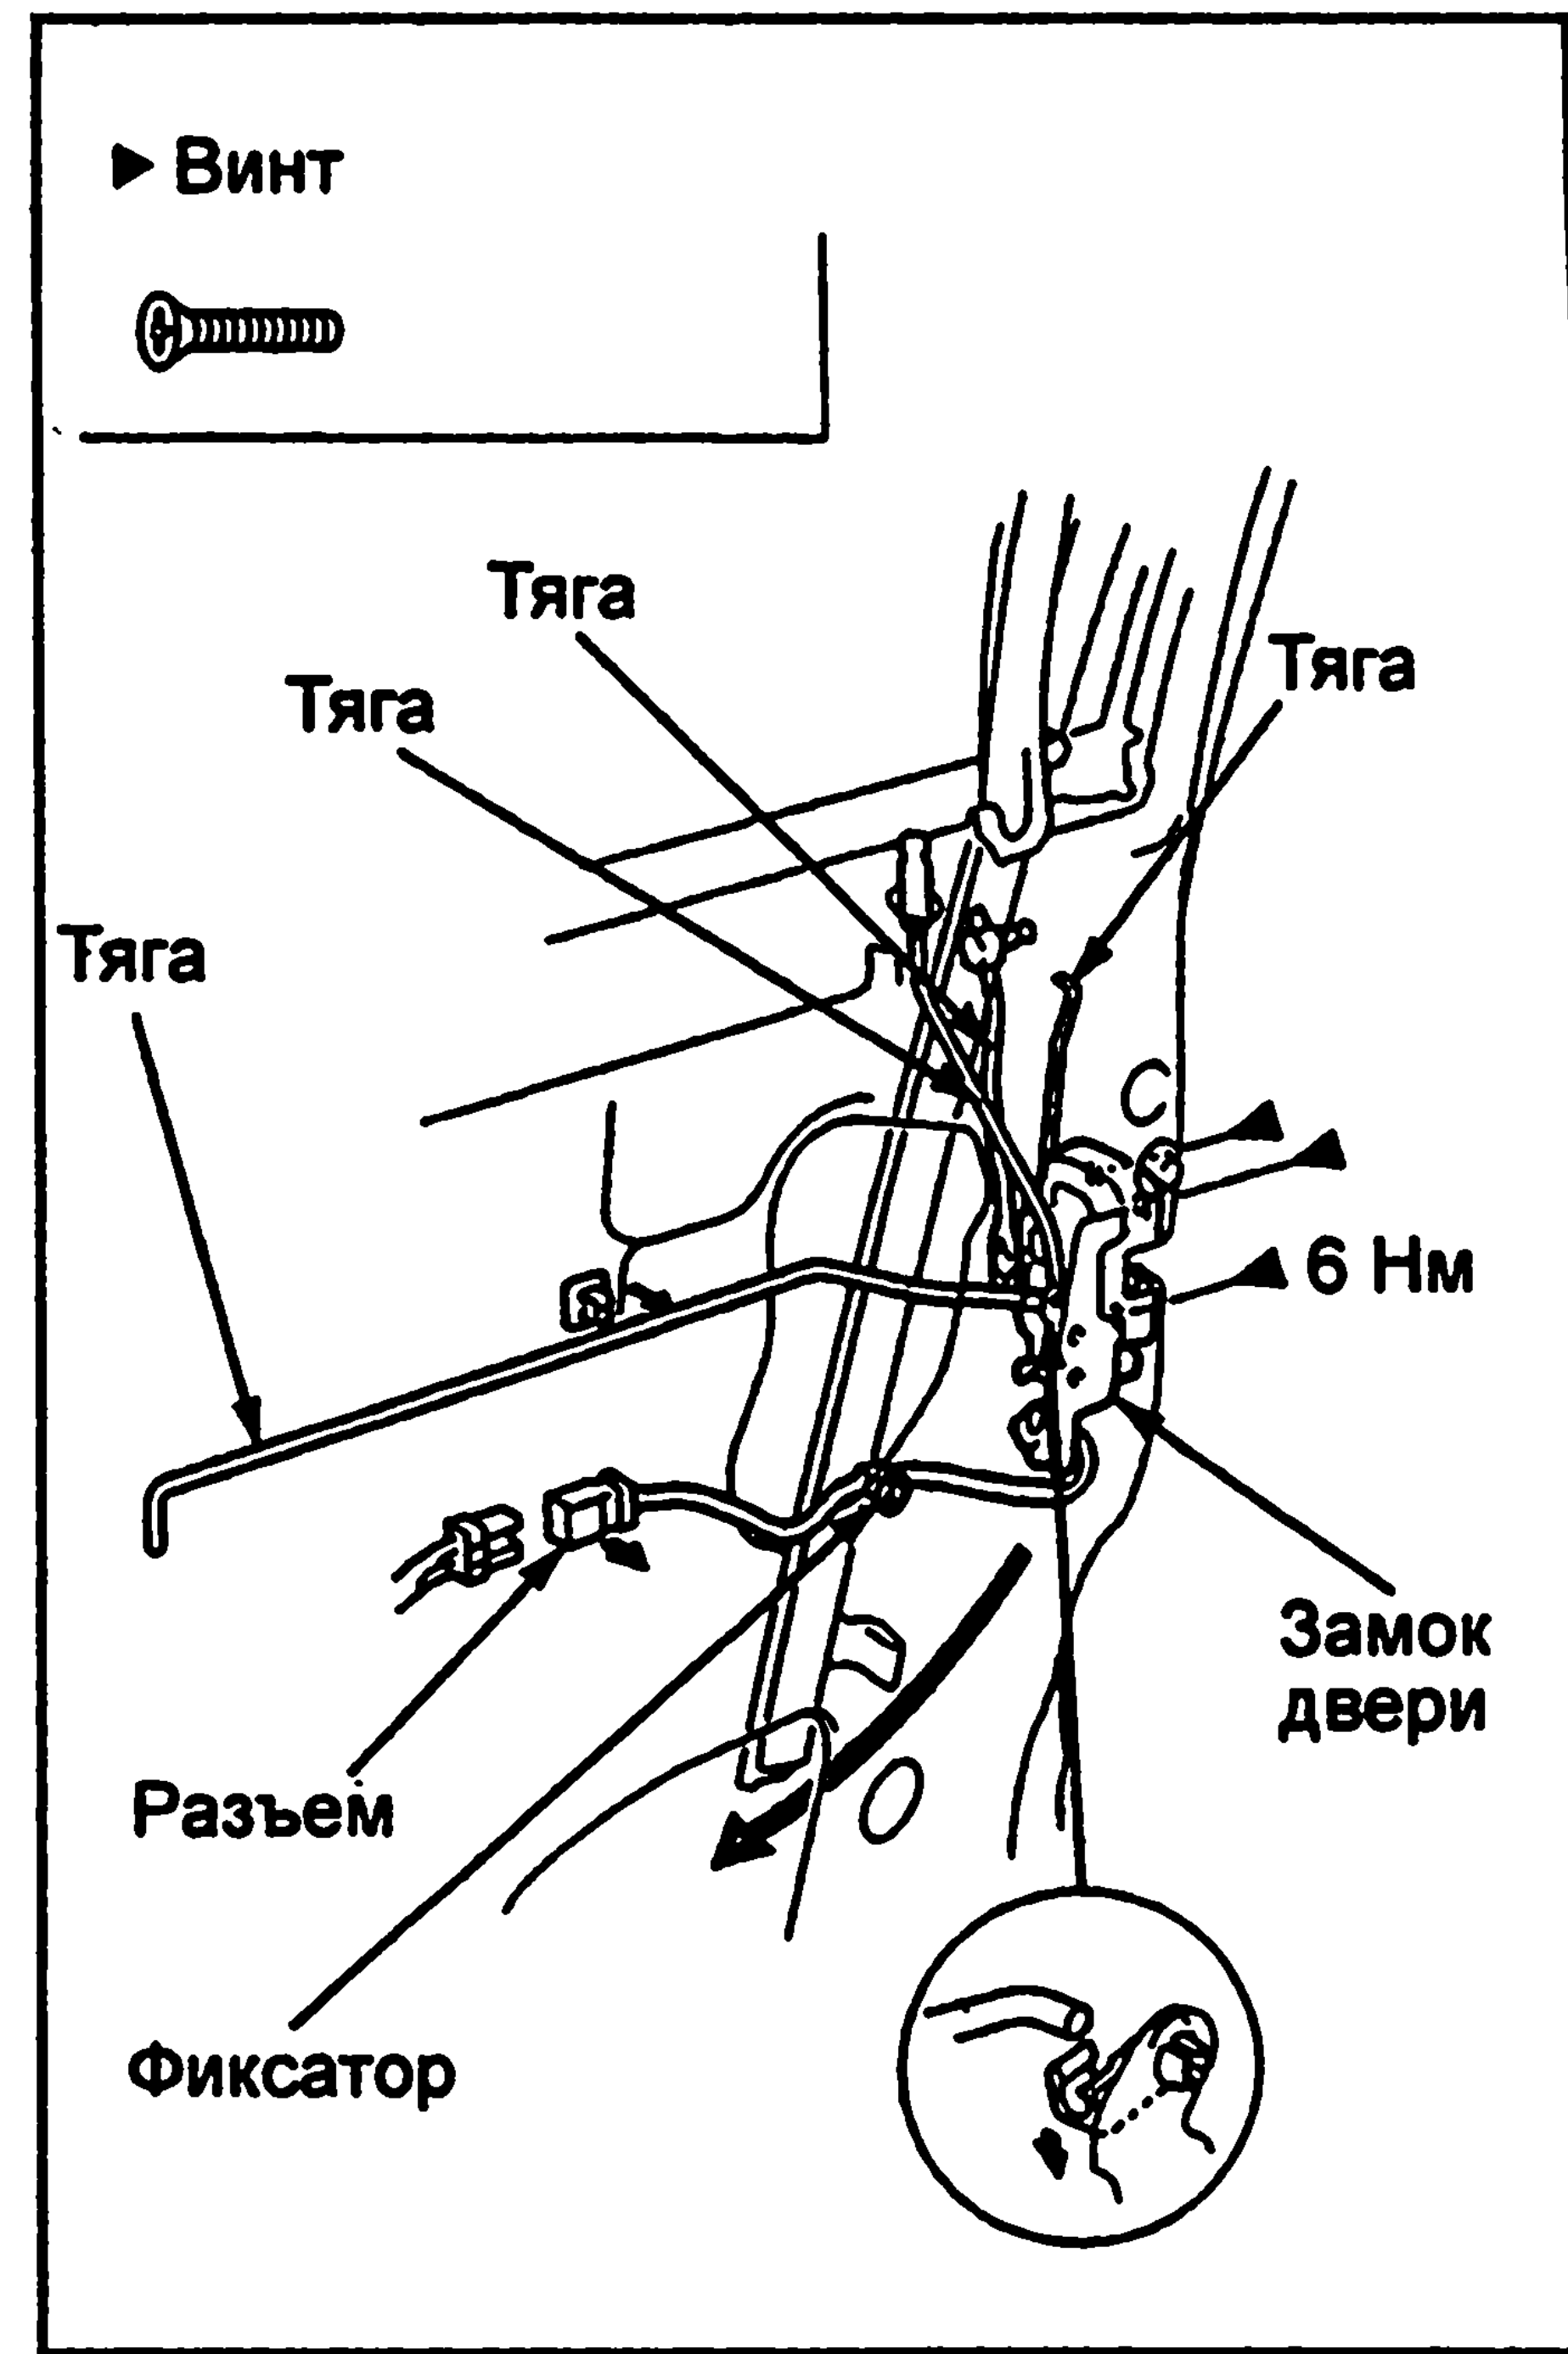 Винт
Тяга
Тяга
Тяга
Тяга
6 Нм
Замок
двери
Разъем
Фиксатор